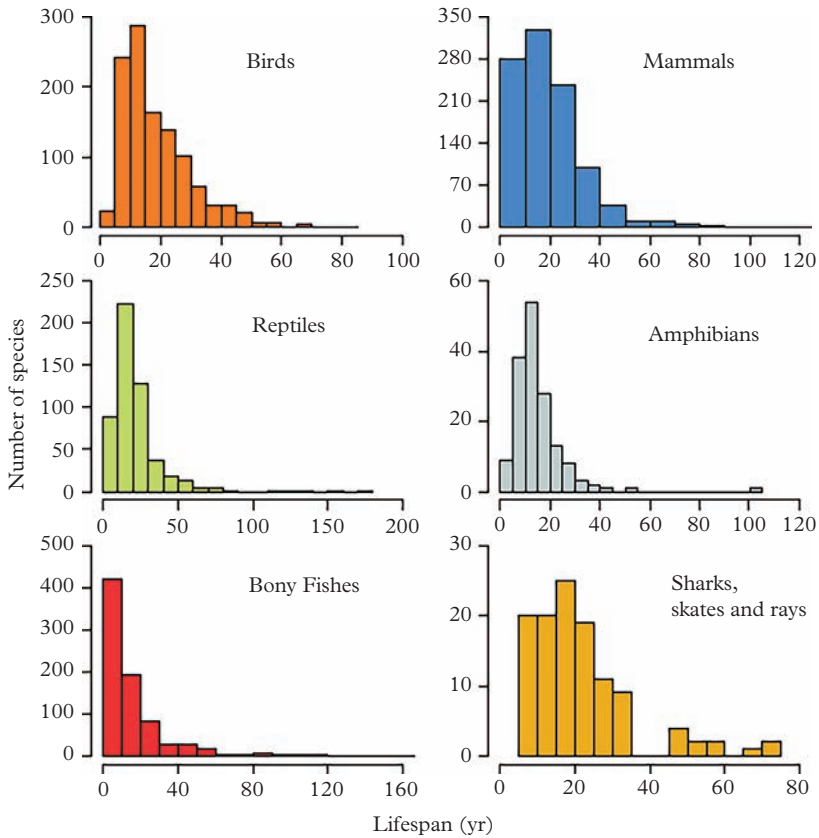 Birds
300
200
100
0
0 20 40 60 80 100
Mammals
350
280
210
140
70
0
0 20 40 60 80 100 120
Number of species
Reptiles
250
200
150
100
50
0
0 50 100 150 200
Amphibians
60
40
20
0
0 20 40 60 80 100 120
Bony Fishes
500
400
300
200
100
0
0 40 80 120 160
Sharks,
skates and rays
30
20
10
0
0 20 40 60 80
Lifespan (yr)